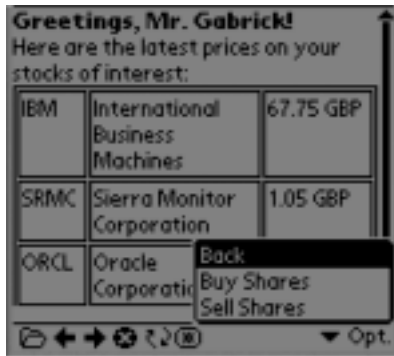 Greetings, Mr. Gabrick!
Here are the latest prices on your
stocks of interest:
IBM International 67.75 GBP
Business
Machines
SRMC Sierra Monitor 1.05 GBP
Corporation
ORCL Oracle
Corporatic
Back
Buy Shares
Sell Shares
Opt.